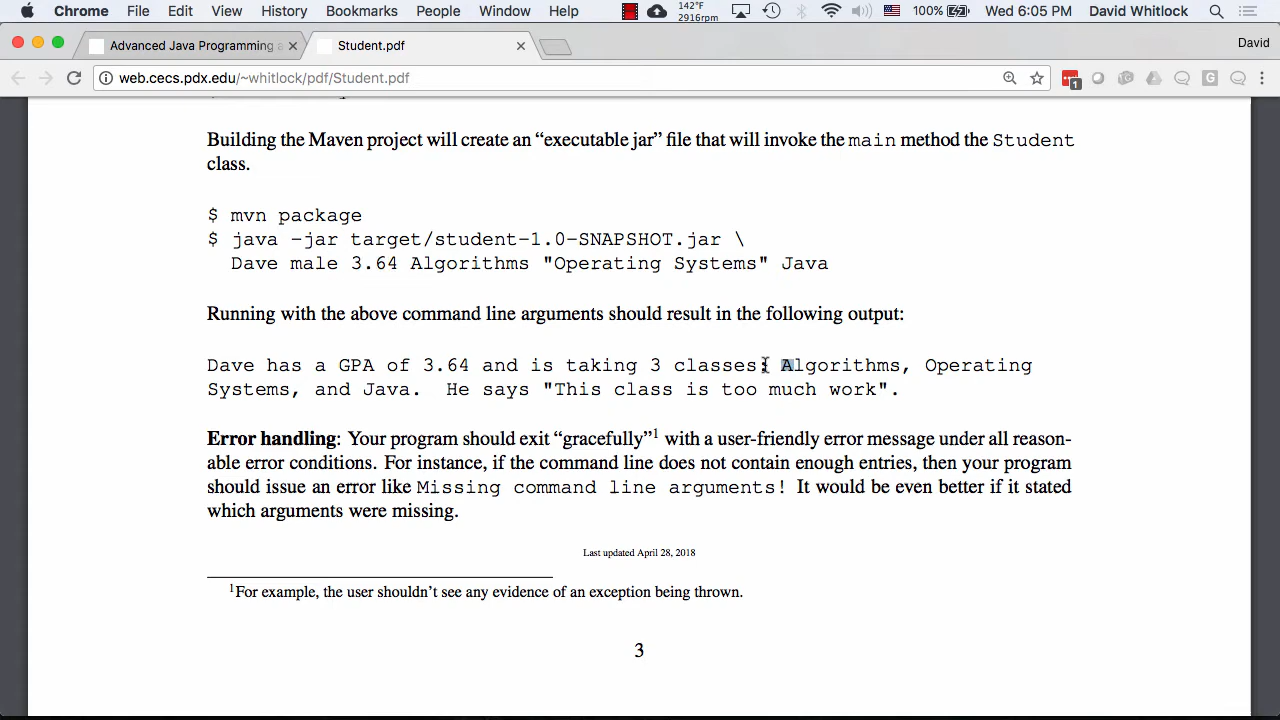 Chrome File Edit View History Bookmarks People Window Help 142°F 2916rpm 100% Wed 6:05 PM David Whitlock
Advanced Java Programming Student.pdf David
web.cecs.pdx.edu/~whitlock/pdf/Student.pdf 1
Building the Maven project will create an “executable jar” file that will invoke the main method the Student
class.
$ mvn package
$ java -jar target/student-1.0-SNAPSHOT.jar \
Dave male 3.64 Algorithms "Operating Systems" Java
Running with the above command line arguments should result in the following output:
Dave has a GPA of 3.64 and is taking 3 classes: Algorithms, Operating
Systems, and Java. He says "This class is too much work".
Error handling: Your program should exit “gracefully”1 with a user-friendly error message under all reason-
able error conditions. For instance, if the command line does not contain enough entries, then your program
should issue an error like Missing command line arguments! It would be even better if it stated
which arguments were missing.
Last updated April 28, 2018
1For example, the user shouldn’t see any evidence of an exception being thrown.
3